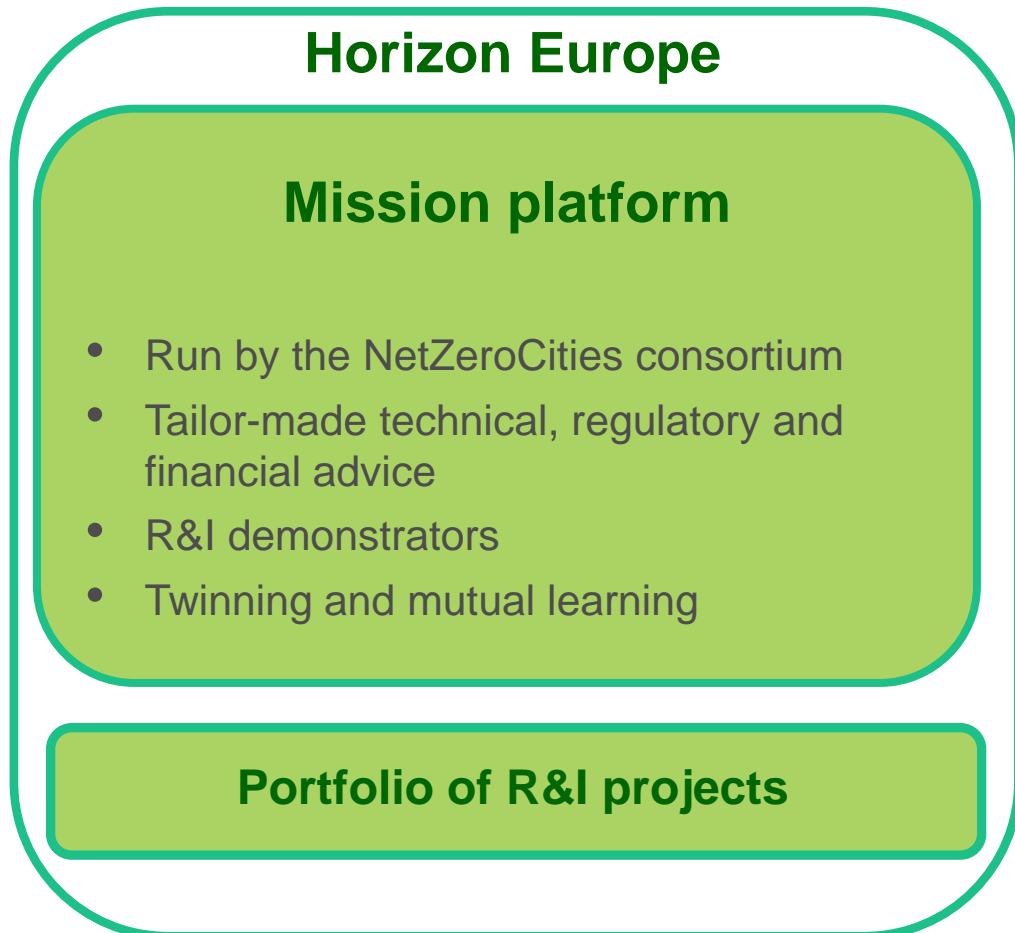 Horizon Europe
Mission platform
• Run by the NetZeroCities consortium
• Tailor-made technical, regulatory and
financial advice
• R&I demonstrators
• Twinning and mutual learning
Portfolio of R&I projects